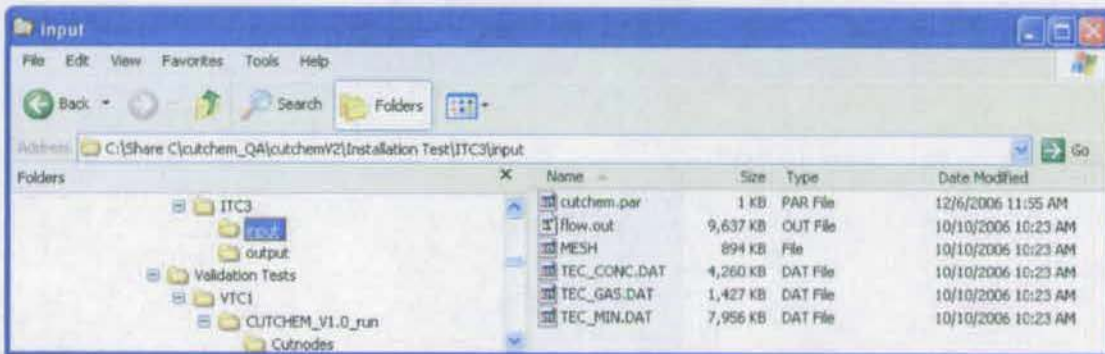 input
File Edit View Favorites Tools Help
Back Search Folders
Address C:\Share C\cutchem_QA\cutchemV2\Installation Test\ITC3\input Go
Folders Name Size Type Date Modified
ITC3
input
output
Validation Tests
VTC1
CUTCHEM_V1.0_run
Cutnodes
cutchem.par 1 KB PAR File 12/6/2006 11:55 AM
flow.out 9,637 KB OUT File 10/10/2006 10:23 AM
MESH 894 KB File 10/10/2006 10:23 AM
TEC_CONC.DAT 4,260 KB DAT File 10/10/2006 10:23 AM
TEC_GAS.DAT 1,427 KB DAT File 10/10/2006 10:23 AM
TEC_MIN.DAT 7,956 KB DAT File 10/10/2006 10:23 AM